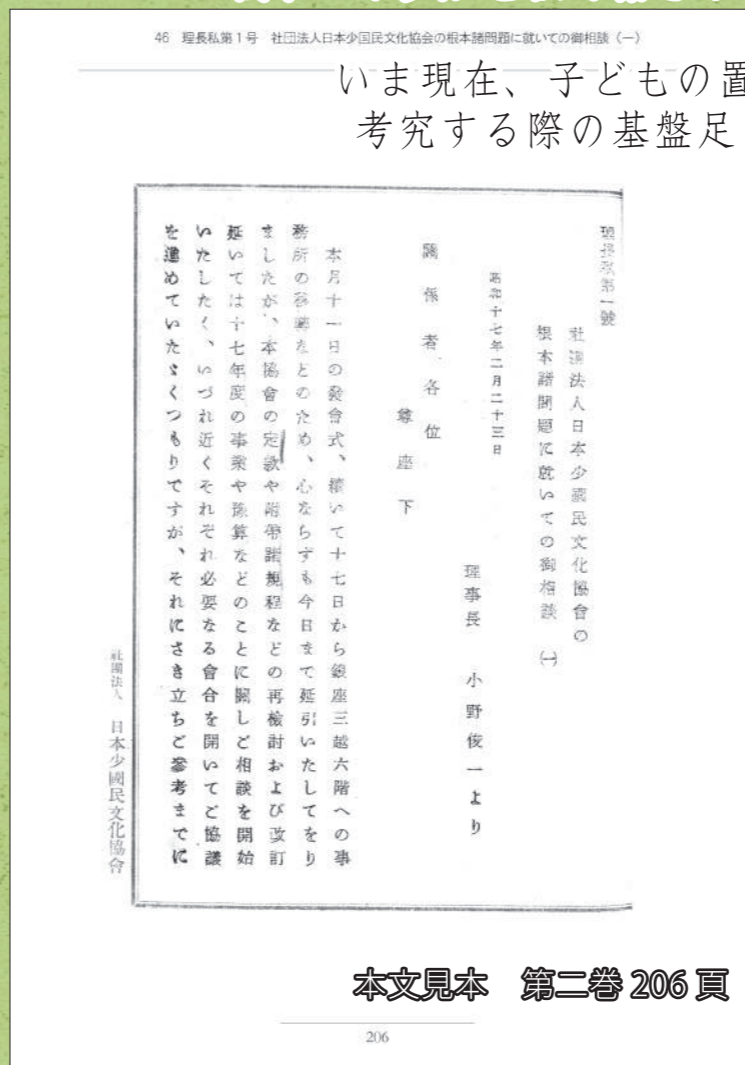 46　理長私第1号　社団法人日本少国民文化協会の根本諸問題に就いての御相談（一）
いま現在、子どもの置
考究する際の基盤足
理長私第一號
社團法人日本少國民文化協會の
根本諸問題に就いての御相談　㈠
昭和十七年二月二十三日
理事長　小野俊一より
關係者各位
尊座下
本月十一日の發會式、續いて十七日から銀座三越六階への事
務所の移轉などのため、心ならずも今日まで延引いたしてをり
ましたが、本協會の定款や附帶諸規程などの再檢討および改訂
延いては十七年度の事業や豫算などのことに關しご相談を開始
いたしたく、いづれ近くそれぞれ必要なる會合を開いてご協議
を進めていたゞくつもりですが、それにさき立ちご參考までに
社團法人　日本少國民文化協會
本文見本　第二巻 206 頁
206